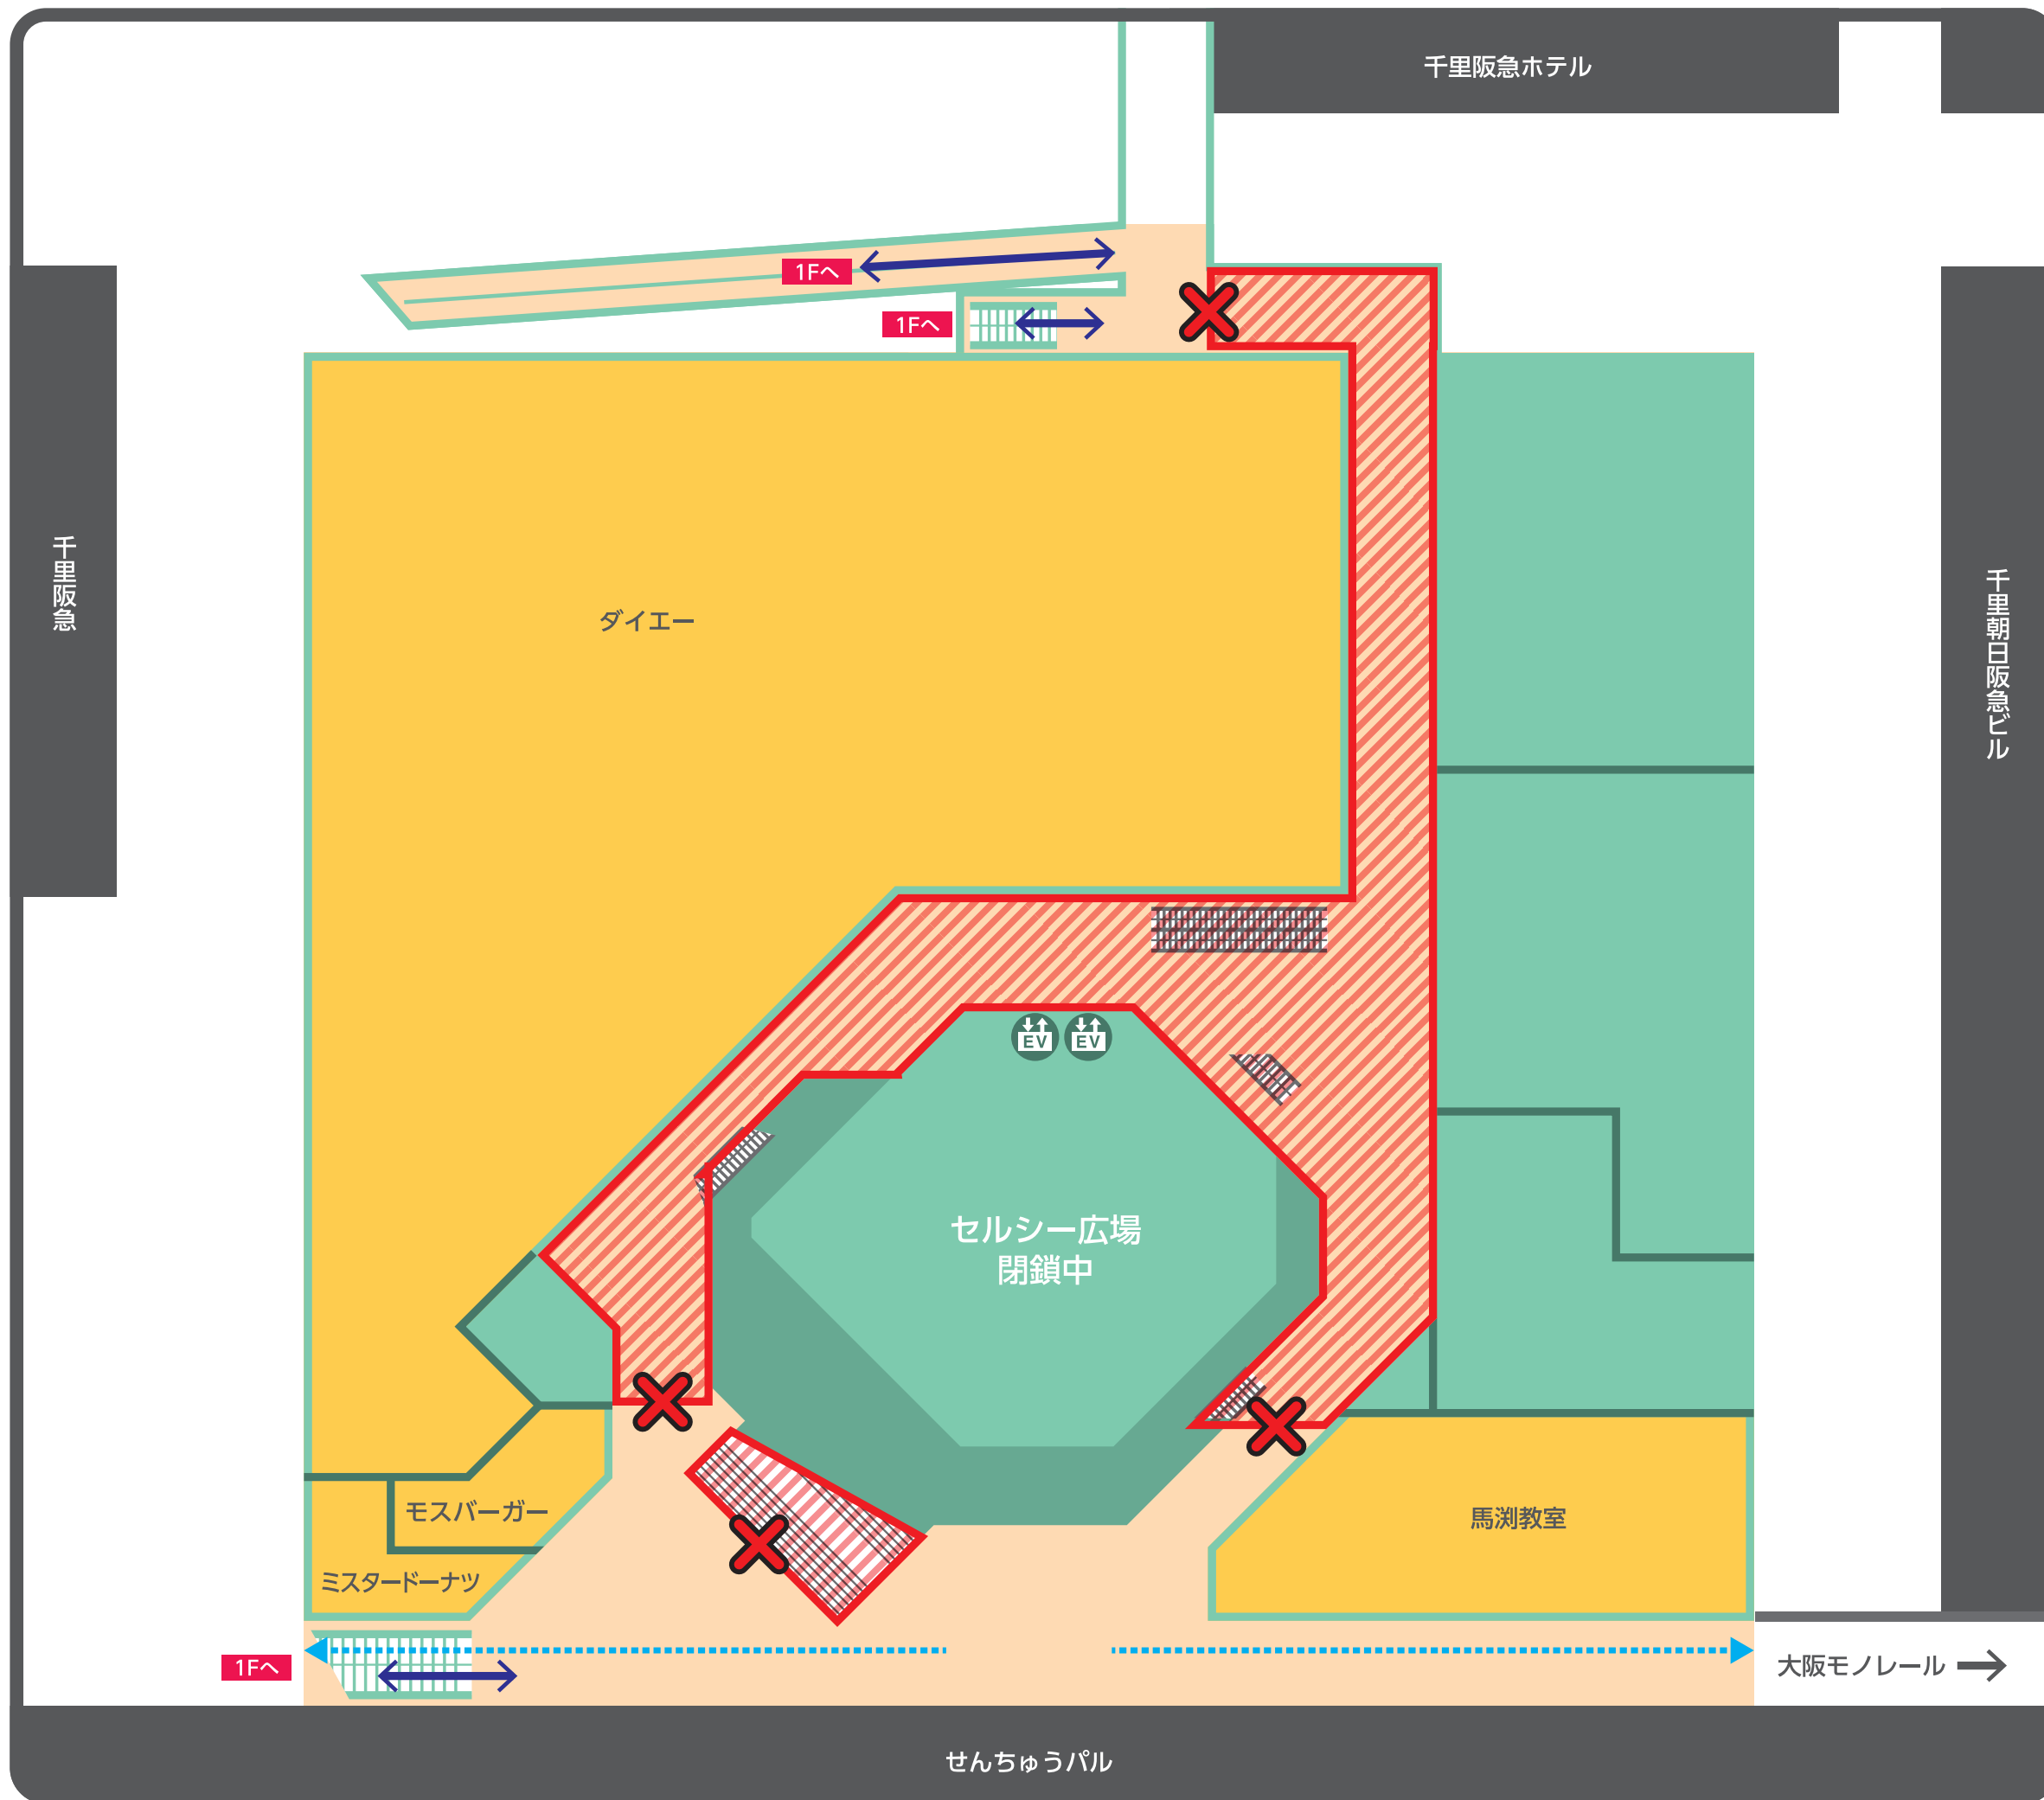 千里阪急ホテル
1Fへ
1Fへ
千里阪急
千里朝日阪急ビル
ダイエー
EV
EV
セルシー広場
閉鎖中
モスバーガー
ミスタードーナツ
馬渕教室
1Fへ
大阪モノレール
せんちゅうパル